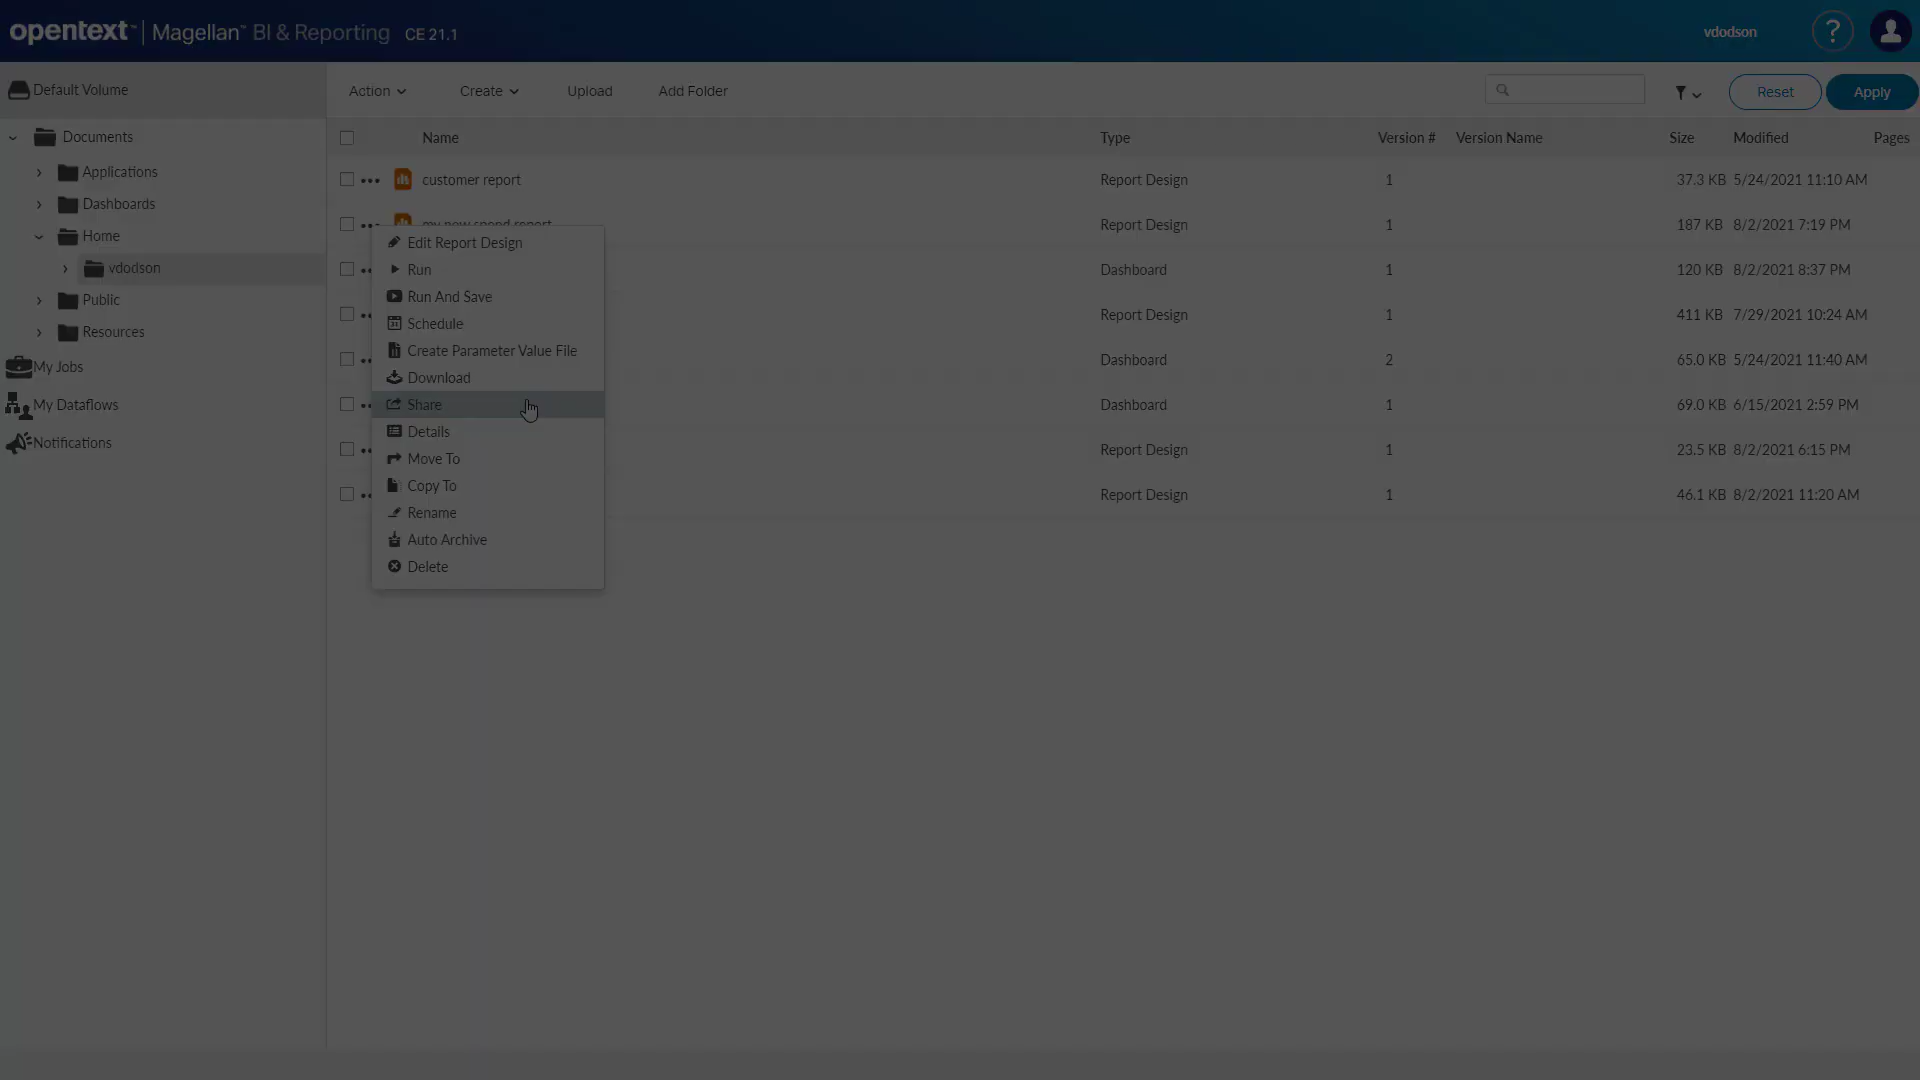 opentext™ | Magellan™ BI & Reporting CE 21.1
vdodson
?
Default Volume
Action Create Upload Add Folder
Reset Apply
Documents
Applications
Dashboards
Home
vdodson
Public
Resources
My Jobs
My Dataflows
Notifications
Name Type Version # Version Name Size Modified Pages
customer report Report Design 1 37.3 KB 5/24/2021 11:10 AM
my new spend report Report Design 1 187 KB 8/2/2021 7:19 PM
Dashboard 1 120 KB 8/2/2021 8:37 PM
Report Design 1 411 KB 7/29/2021 10:24 AM
Dashboard 2 65.0 KB 5/24/2021 11:40 AM
Dashboard 1 69.0 KB 6/15/2021 2:59 PM
Report Design 1 23.5 KB 8/2/2021 6:15 PM
Report Design 1 46.1 KB 8/2/2021 11:20 AM
Edit Report Design
Run
Run And Save
Schedule
Create Parameter Value File
Download
Share
Details
Move To
Copy To
Rename
Auto Archive
Delete